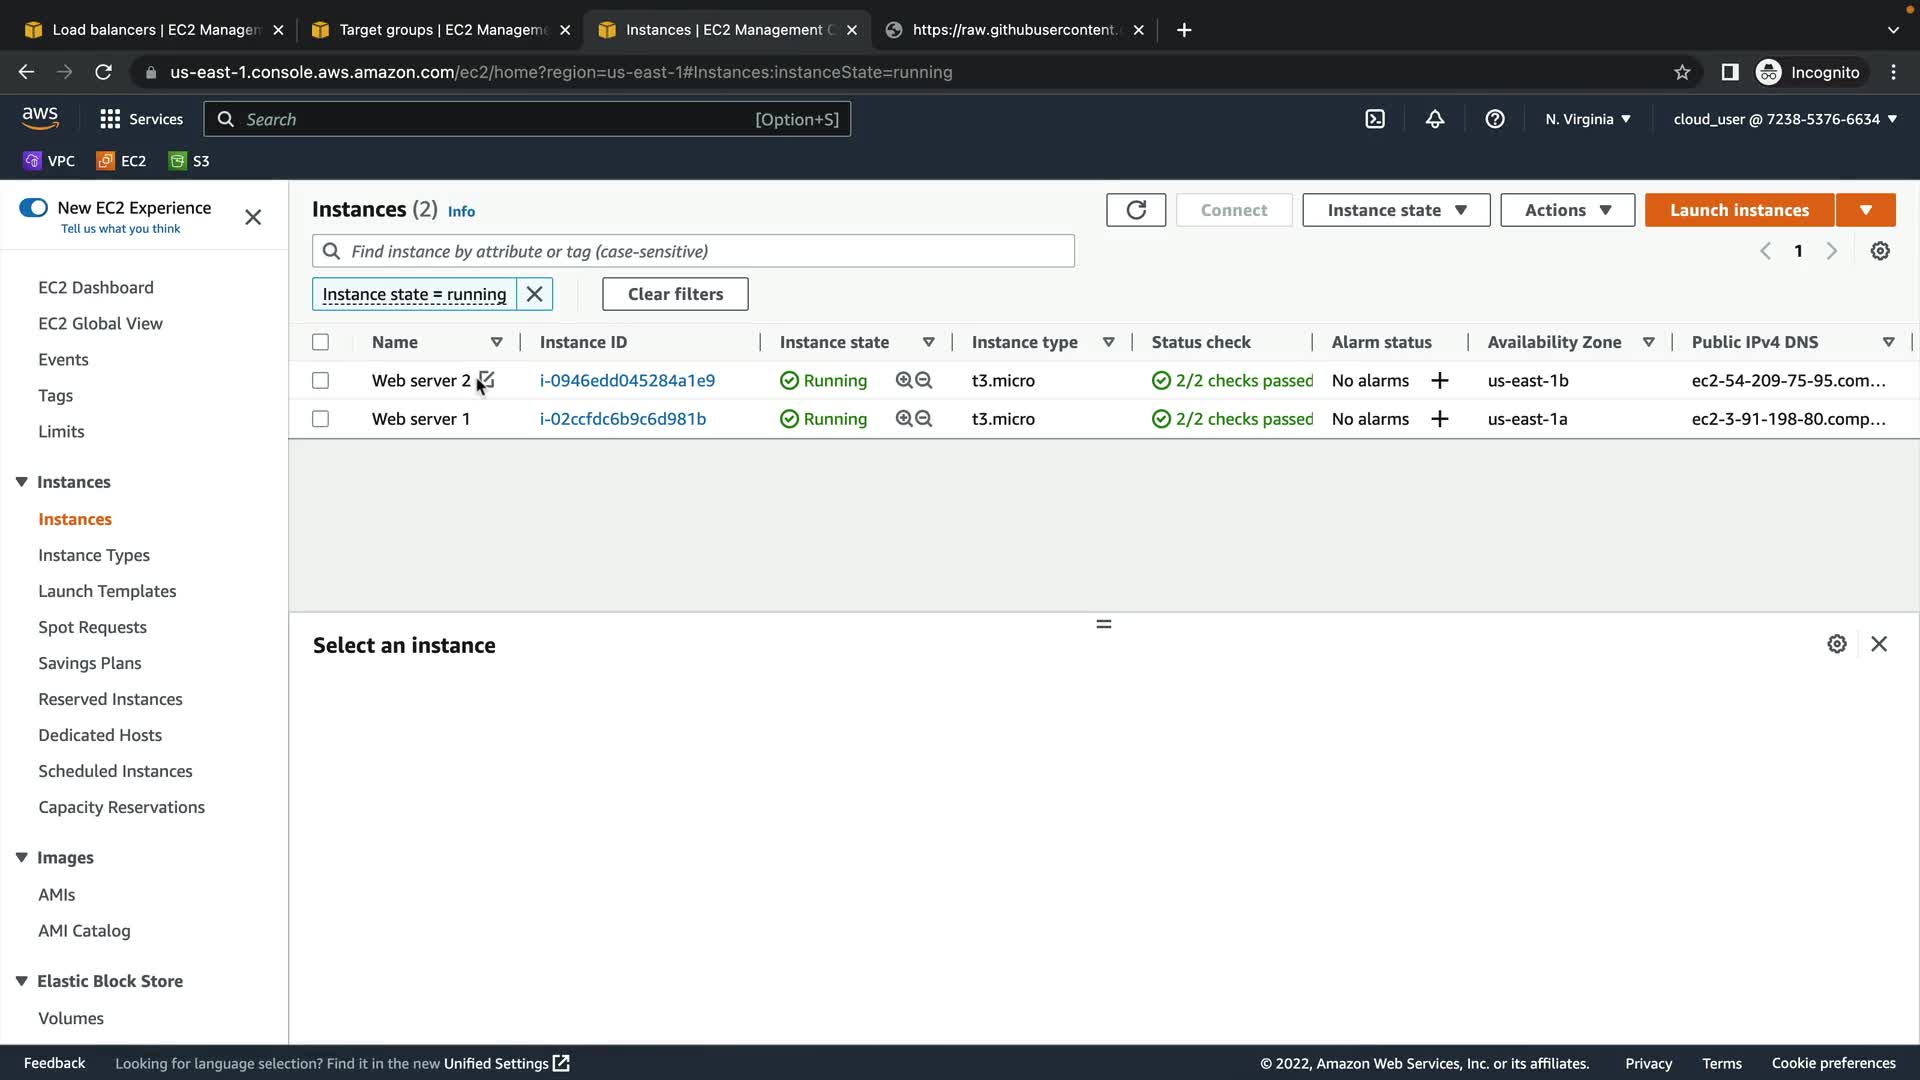 Load balancers | EC2 Managem
Target groups | EC2 Manageme
Instances | EC2 Management C
https://raw.githubusercontent.c
us-east-1.console.aws.amazon.com/ec2/home?region=us-east-1#Instances:instanceState=running
Incognito
aws
Services
Search
[Option+S]
N. Virginia
cloud_user @ 7238-5376-6634
VPC
EC2
S3
New EC2 Experience
Tell us what you think
EC2 Dashboard
EC2 Global View
Events
Tags
Limits
Instances
Instances
Instance Types
Launch Templates
Spot Requests
Savings Plans
Reserved Instances
Dedicated Hosts
Scheduled Instances
Capacity Reservations
Images
AMIs
AMI Catalog
Elastic Block Store
Volumes
Instances (2) Info
Connect
Instance state
Actions
Launch instances
Find instance by attribute or tag (case-sensitive)
1
Instance state = running
Clear filters
Name Instance ID Instance state Instance type Status check Alarm status Availability Zone Public IPv4 DNS
Web server 2 i-0946edd045284a1e9 Running t3.micro 2/2 checks passed No alarms us-east-1b ec2-54-209-75-95.com...
Web server 1 i-02ccfdc6b9c6d981b Running t3.micro 2/2 checks passed No alarms us-east-1a ec2-3-91-198-80.comp...
Select an instance
Feedback
Looking for language selection? Find it in the new Unified Settings
© 2022, Amazon Web Services, Inc. or its affiliates.
Privacy
Terms
Cookie preferences